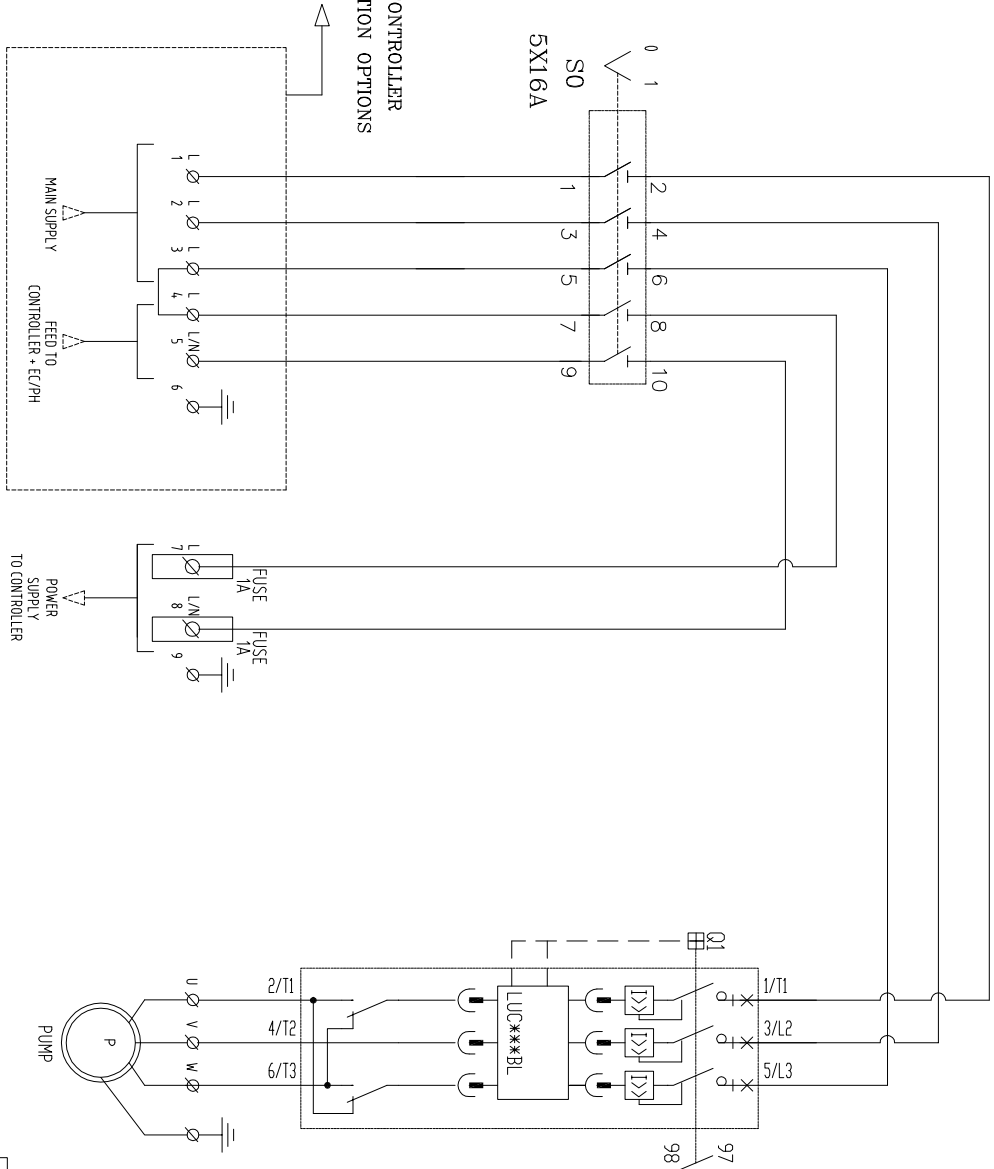 ONTROLLER
TION OPTIONS
0
1
S0
5X16A
2
4
6
8
10
1
3
5
7
9
L
L
L
L
L/N
1
2
3
4
5
6
MAIN SUPPLY
FEED TO
CONTROLLER + EC/PH
FUSE
1A
FUSE
1A
L
L/N
7
8
9
POWER
SUPPLY
TO CONTROLLER
Q1
1/T1
3/L2
5/L3
97
98
I>>
I>>
I>>
LUC***BL
2/T1
4/T2
6/T3
U
V
W
P
PUMP